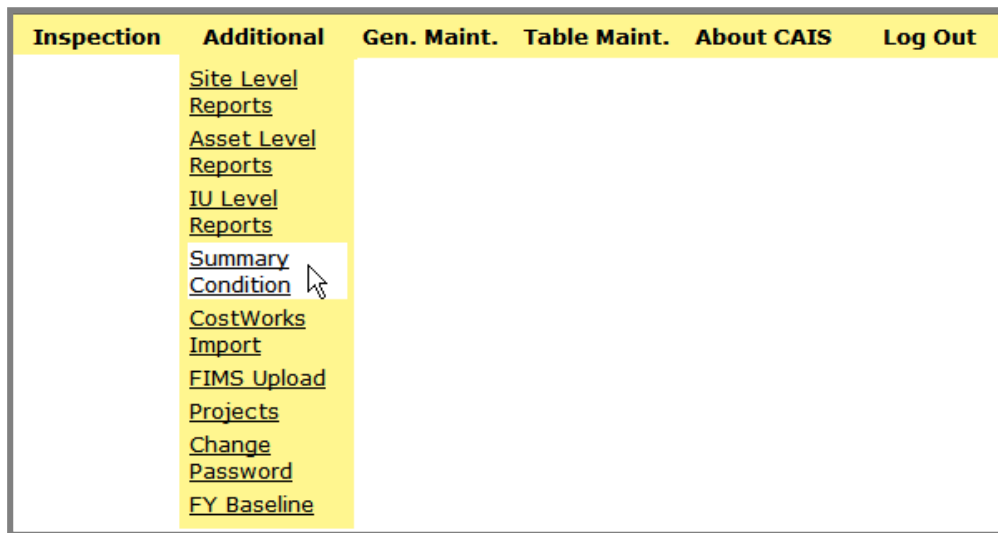 Inspection Additional Gen. Maint. Table Maint. About CAIS Log Out
Site Level
Reports
Asset Level
Reports
IU Level
Reports
Summary
Condition
CostWorks
Import
FIMS Upload
Projects
Change
Password
FY Baseline